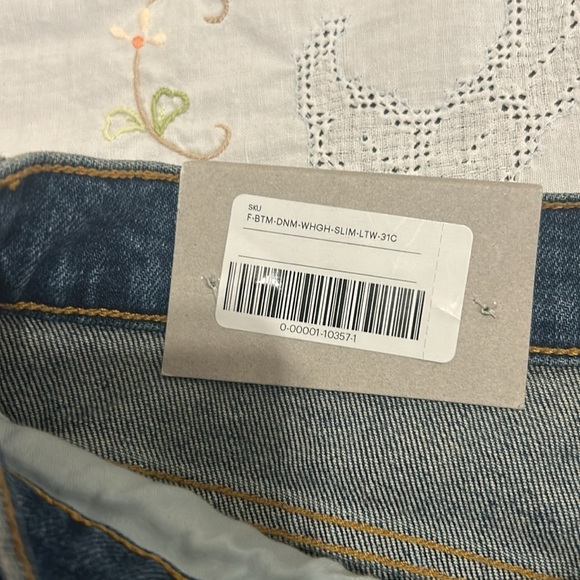 SKU
F-BTM-DNM-WHGH-SLIM-LTW-31C
0-00001-10357-1